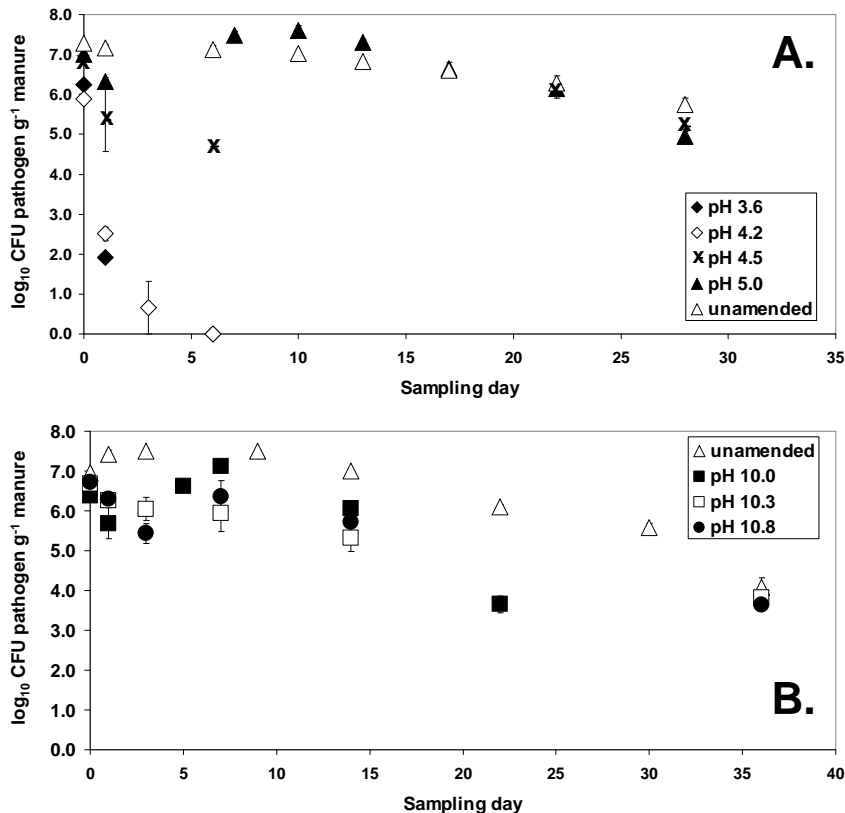 A.
log10 CFU pathogen g-1 manure
8.0
7.0
6.0
5.0
4.0
3.0
2.0
1.0
0.0
pH 3.6
pH 4.2
pH 4.5
pH 5.0
unamended
0 5 10 15 20 25 30 35
Sampling day
B.
log10 CFU pathogen g-1 manure
8.0
7.0
6.0
5.0
4.0
3.0
2.0
1.0
0.0
unamended
pH 10.0
pH 10.3
pH 10.8
0 5 10 15 20 25 30 35 40
Sampling day